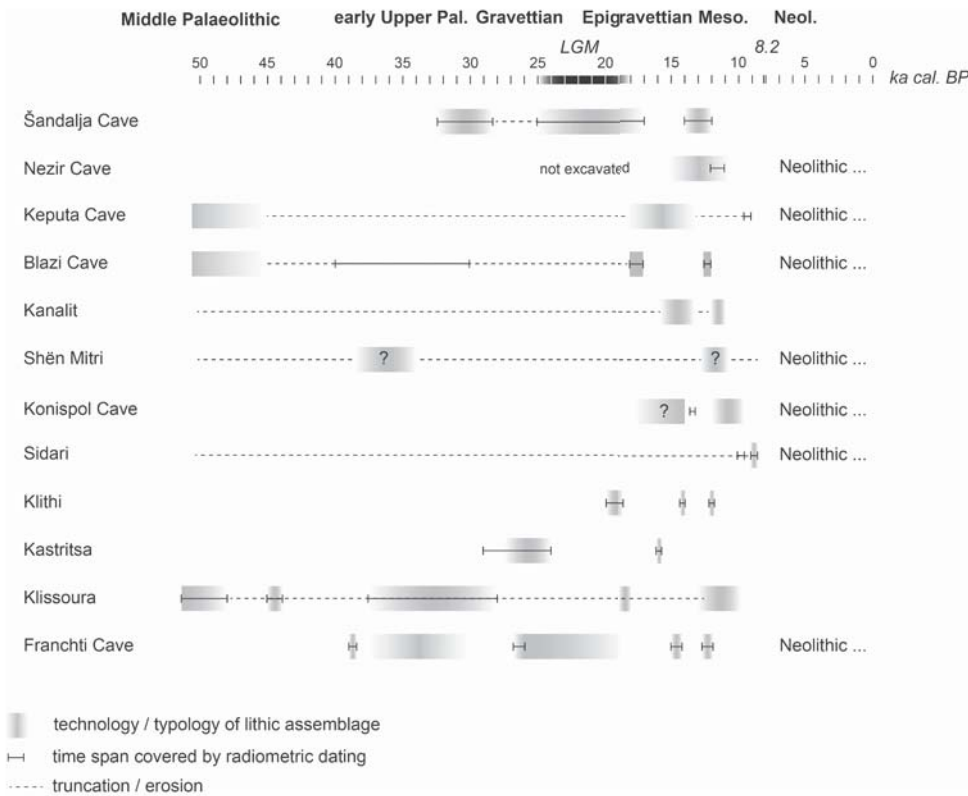 Middle Palaeolithic early Upper Pal. Gravettian Epigravettian Meso. Neol.
LGM 8.2
50 45 40 35 30 25 20 15 10 5 0 ka cal. BP
Šandalja Cave
Nezir Cave not excavated Neolithic ...
Keputa Cave Neolithic ...
Blazi Cave Neolithic ...
Kanalit
Shën Mitri ? ? Neolithic ...
Konispol Cave ? Neolithic ...
Sidari Neolithic ...
Klithi
Kastritsa
Klissoura
Franchti Cave Neolithic ...
technology / typology of lithic assemblage
time span covered by radiometric dating
truncation / erosion